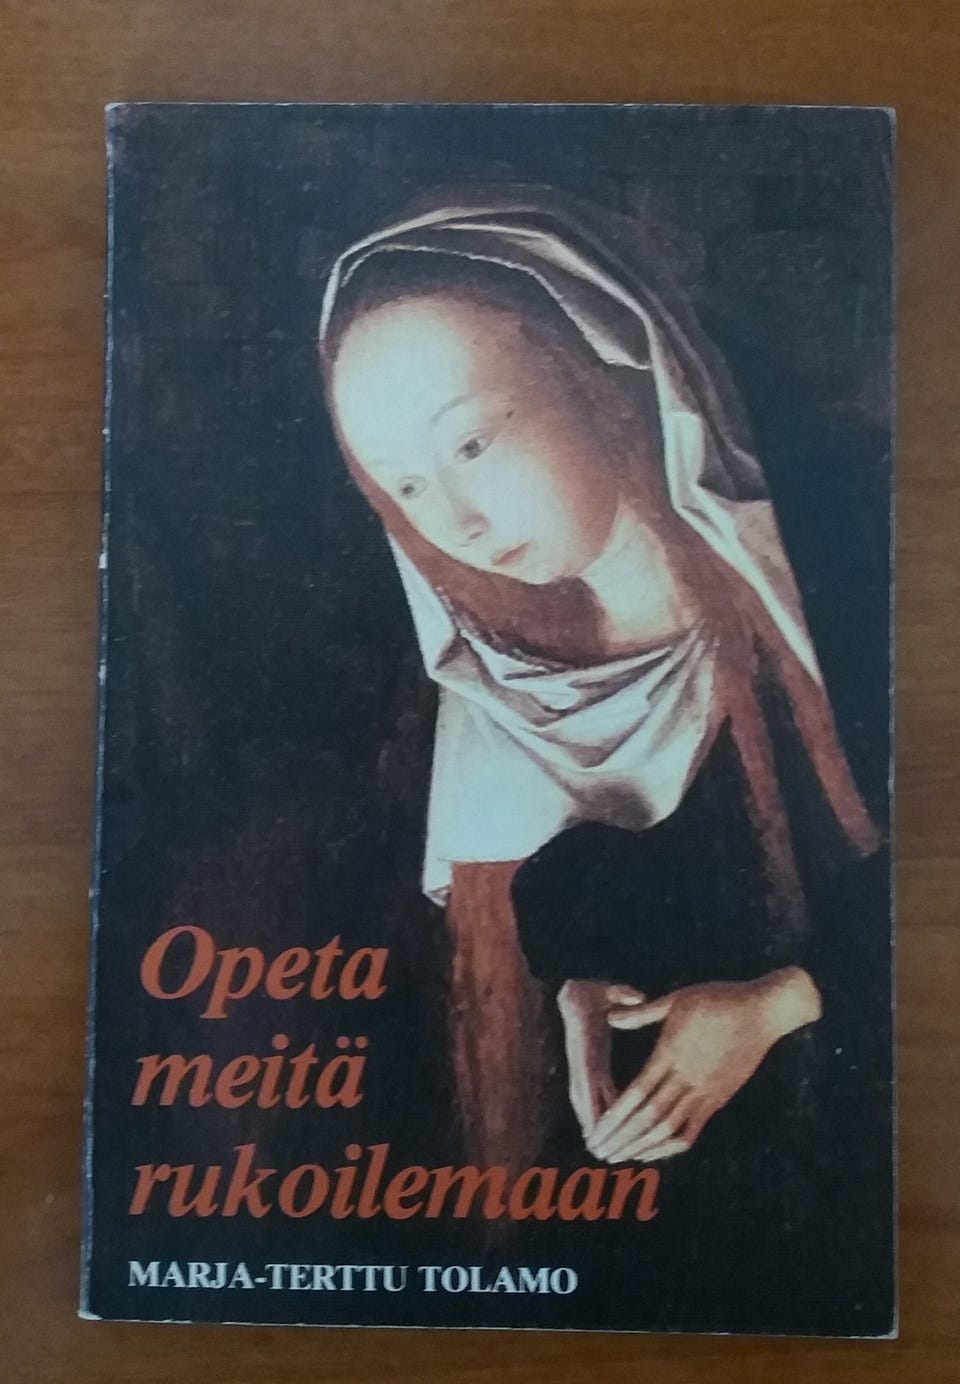 Opeta
meitä
rukoilemaan
MARJA-TERTTU TOLAMO